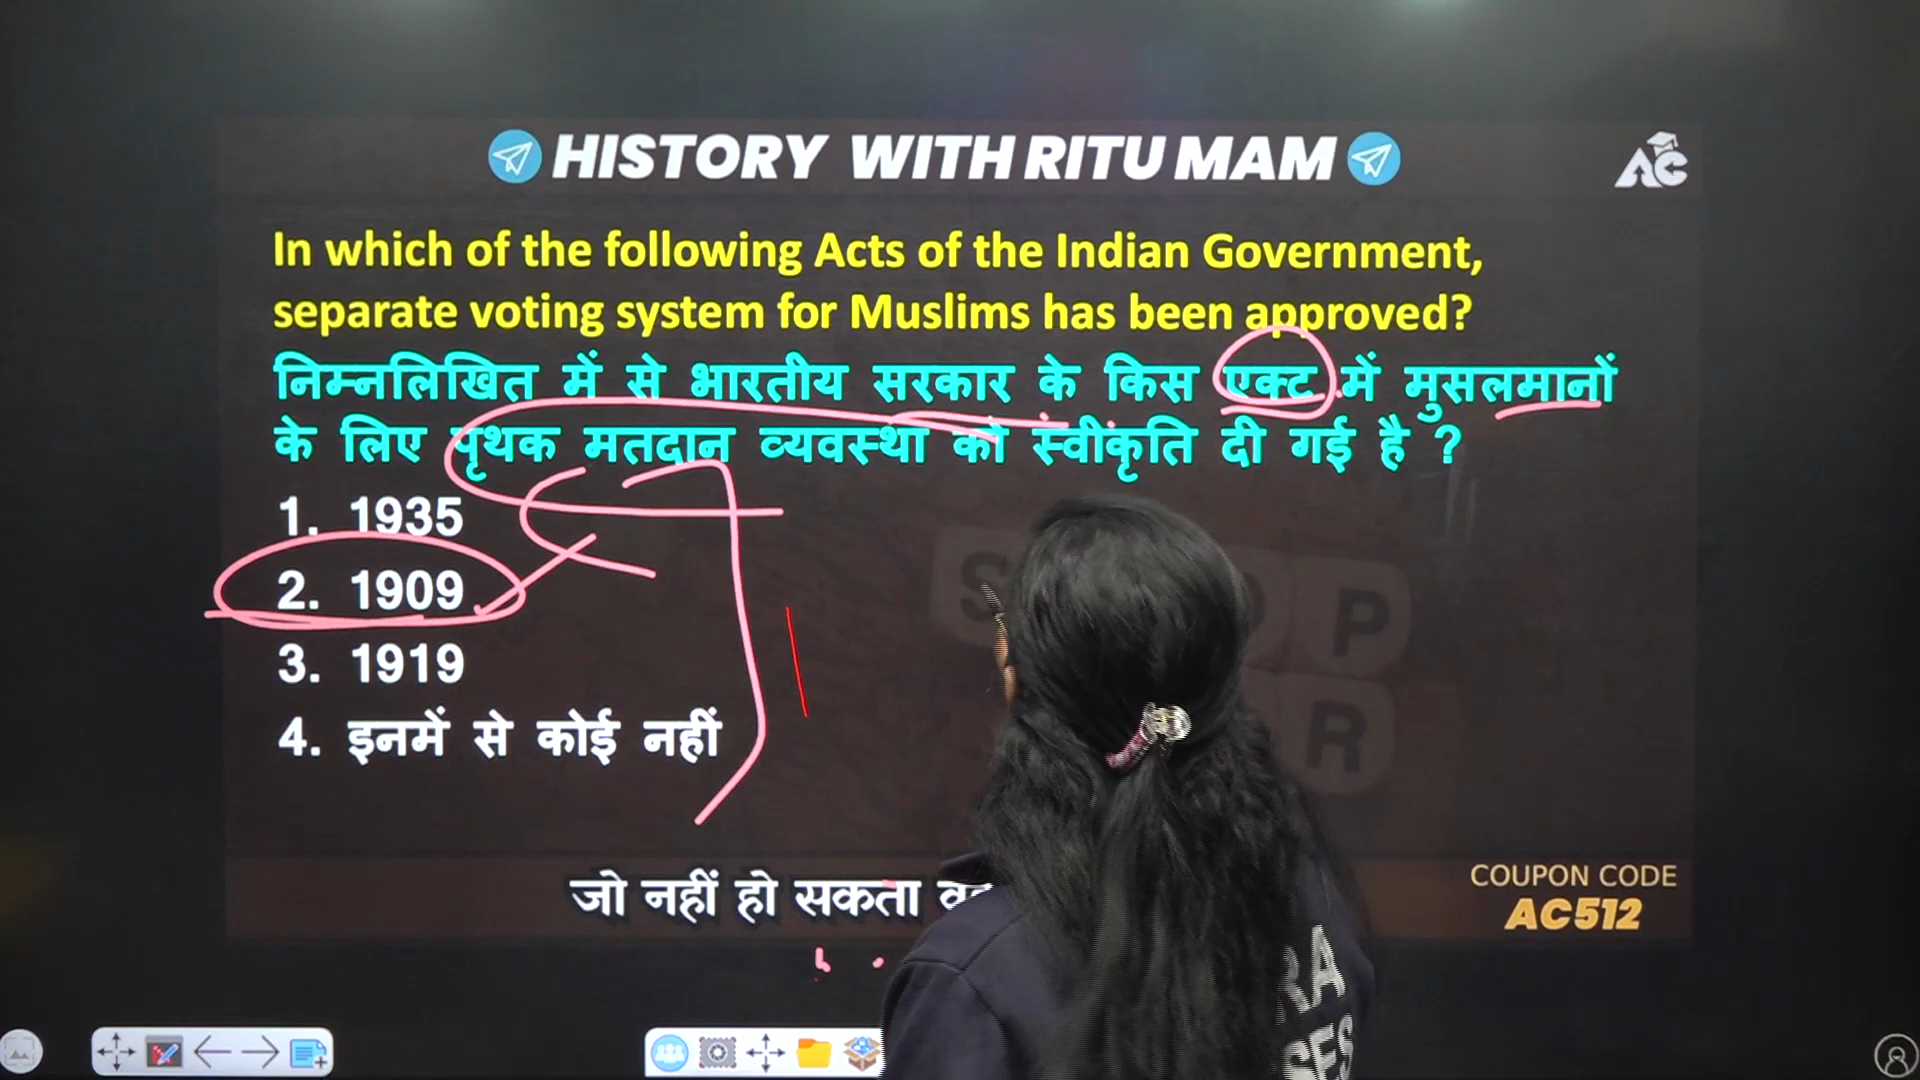 HISTORY WITH RITU MAM
AC
In which of the following Acts of the Indian Government,
separate voting system for Muslims has been approved?
निम्नलिखित में से भारतीय सरकार के किस एक्ट में मुसलमानों
के लिए पृथक मतदान व्यवस्था को स्वीकृति दी गई है ?
1. 1935
2. 1909
3. 1919
4. इनमें से कोई नहीं
P
R
जो नहीं हो सकता
COUPON CODE
AC512